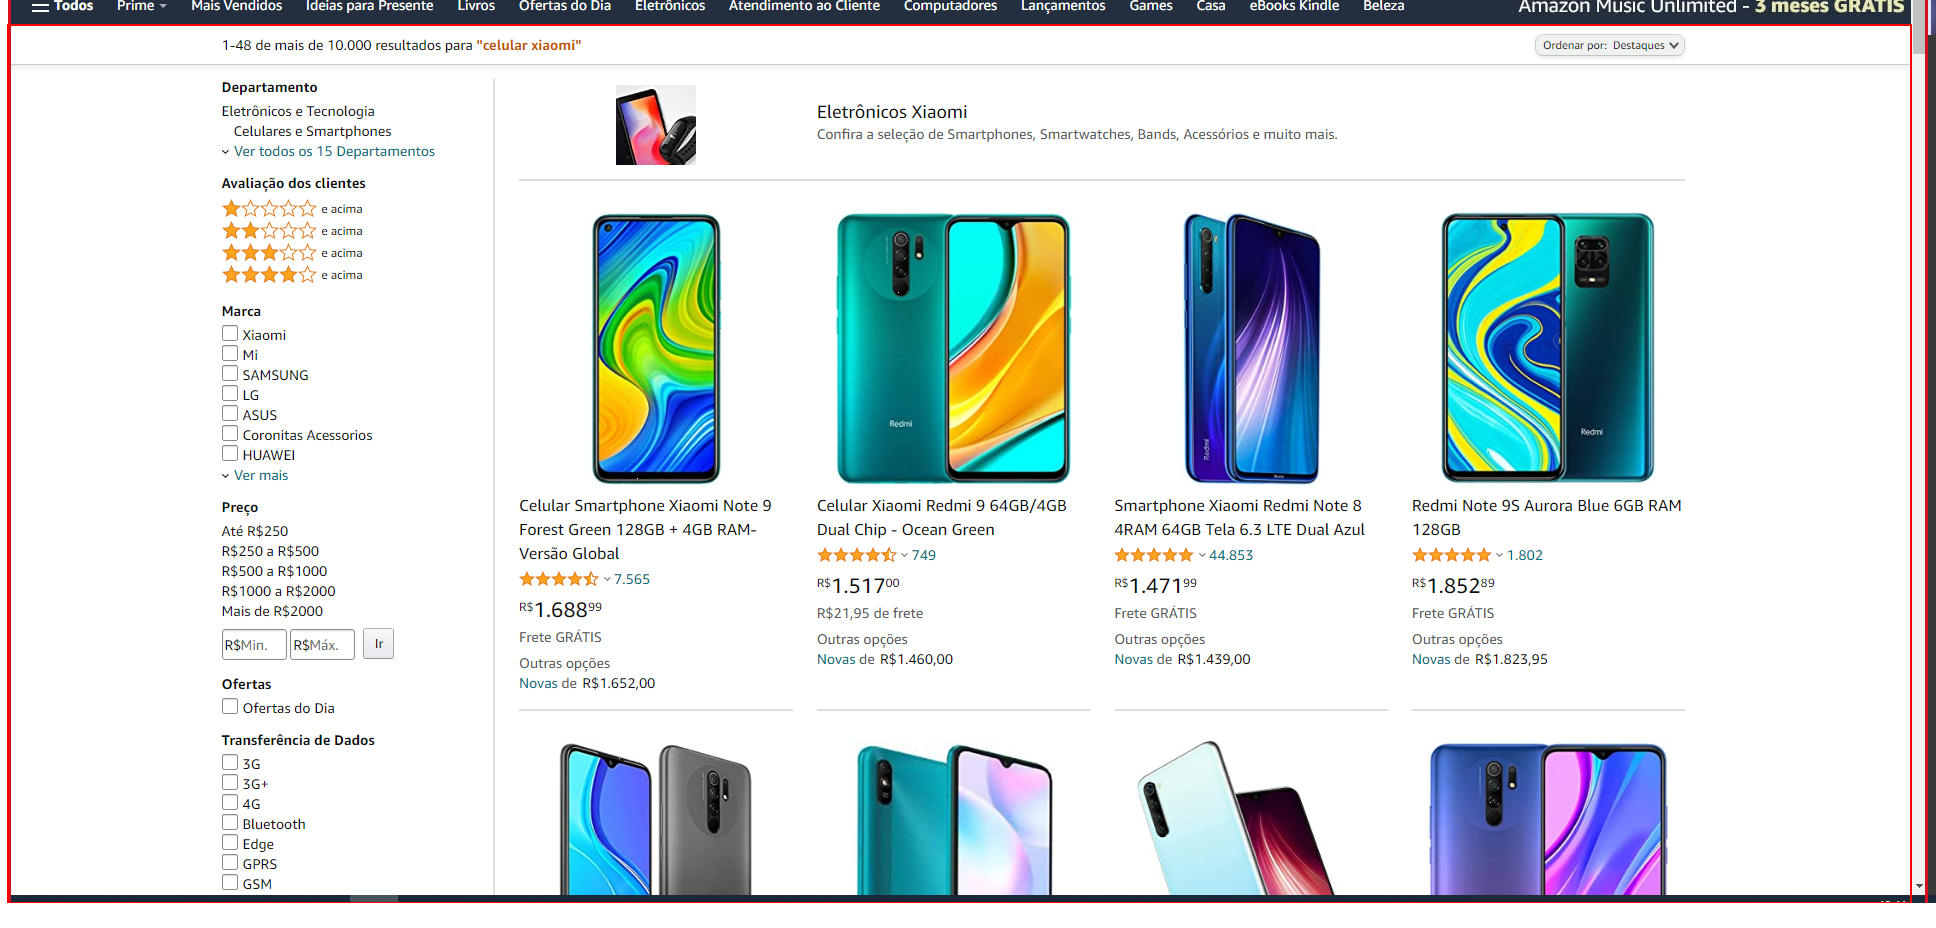 Todos Prime Mais Vendidos Ideias para Presente Livros Ofertas do Dia Eletrônicos Atendimento ao Cliente Computadores Lançamentos Games Casa eBooks Kindle Beleza Amazon Music Unlimited - 3 meses GRÁTIS
1-48 de mais de 10.000 resultados para "celular xiaomi"
Ordenar por: Destaques
Departamento
Eletrônicos e Tecnologia
Celulares e Smartphones
Ver todos os 15 Departamentos
Avaliação dos clientes
e acima
e acima
e acima
e acima
Marca
Xiaomi
Mi
SAMSUNG
LG
ASUS
Coronitas Acessorios
HUAWEI
Ver mais
Preço
Até R$250
R$250 a R$500
R$500 a R$1000
R$1000 a R$2000
Mais de R$2000
R$Min. R$Máx. Ir
Ofertas
Ofertas do Dia
Transferência de Dados
3G
3G+
4G
Bluetooth
Edge
GPRS
GSM
Eletrônicos Xiaomi
Confira a seleção de Smartphones, Smartwatches, Bands, Acessórios e muito mais.
Celular Smartphone Xiaomi Note 9
Forest Green 128GB + 4GB RAM-
Versão Global
7.565
R$1.68899
Frete GRÁTIS
Outras opções
Novas de R$1.652,00
Redmi
Celular Xiaomi Redmi 9 64GB/4GB
Dual Chip - Ocean Green
749
R$1.51700
R$21,95 de frete
Outras opções
Novas de R$1.460,00
Redmi
Smartphone Xiaomi Redmi Note 8
4RAM 64GB Tela 6.3 LTE Dual Azul
44.853
R$1.47199
Frete GRÁTIS
Outras opções
Novas de R$1.439,00
Redmi
Redmi Note 9S Aurora Blue 6GB RAM
128GB
1.802
R$1.85289
Frete GRÁTIS
Outras opções
Novas de R$1.823,95